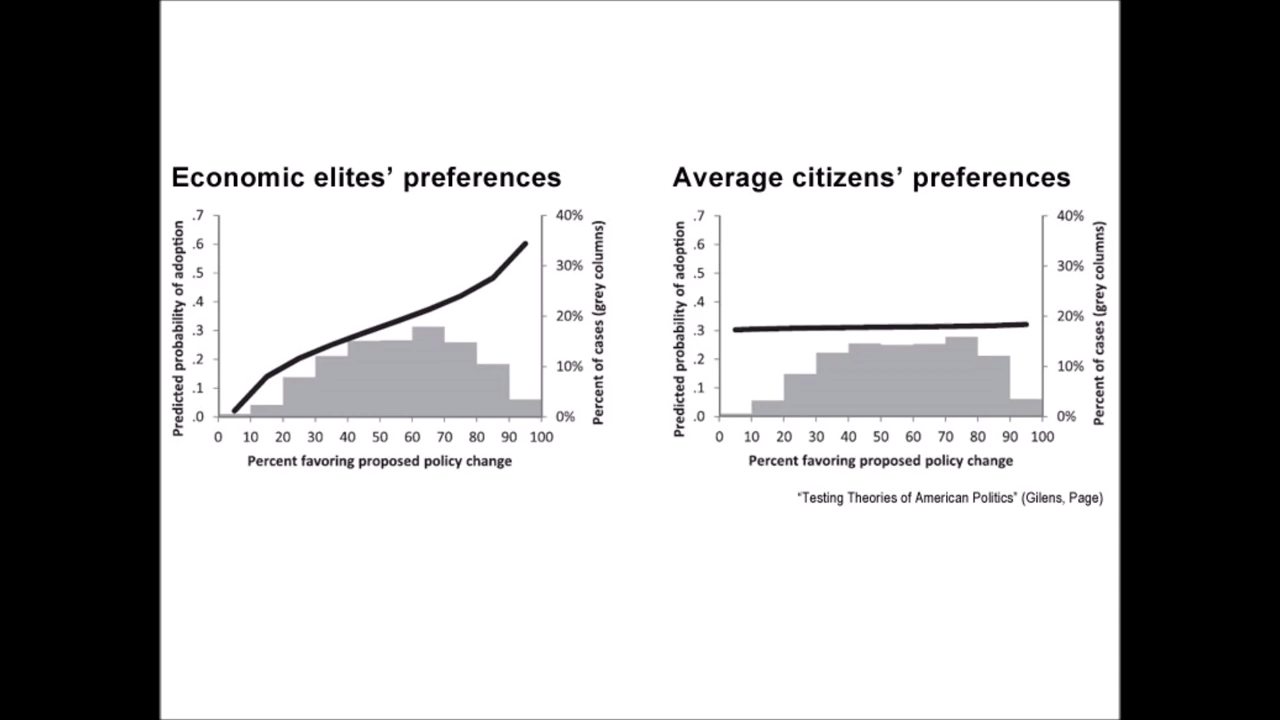 Economic elites’ preferences
Predicted probability of adoption
.7
.6
.5
.4
.3
.2
.1
.0
40%
30%
20%
10%
0%
Percent of cases (grey columns)
0 10 20 30 40 50 60 70 80 90 100
Percent favoring proposed policy change
Average citizens’ preferences
Predicted probability of adoption
.7
.6
.5
.4
.3
.2
.1
.0
40%
30%
20%
10%
0%
Percent of cases (grey columns)
0 10 20 30 40 50 60 70 80 90 100
Percent favoring proposed policy change
“Testing Theories of American Politics” (Gilens, Page)